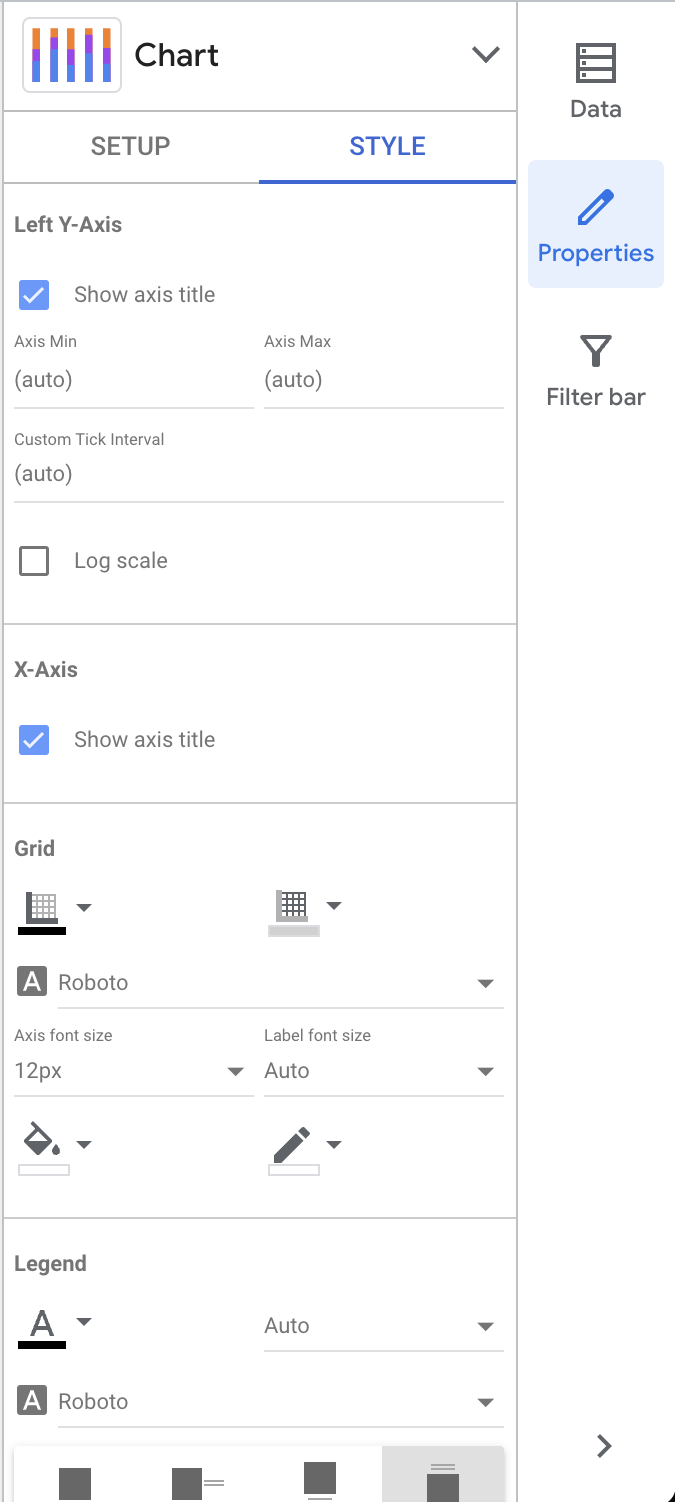 Chart
SETUP STYLE
Left Y-Axis
Show axis title
Axis Min Axis Max
(auto) (auto)
Custom Tick Interval
(auto)
Log scale
X-Axis
Show axis title
Grid
A Roboto
Axis font size Label font size
12px Auto
Legend
A Auto
A Roboto
Data
Properties
Filter bar